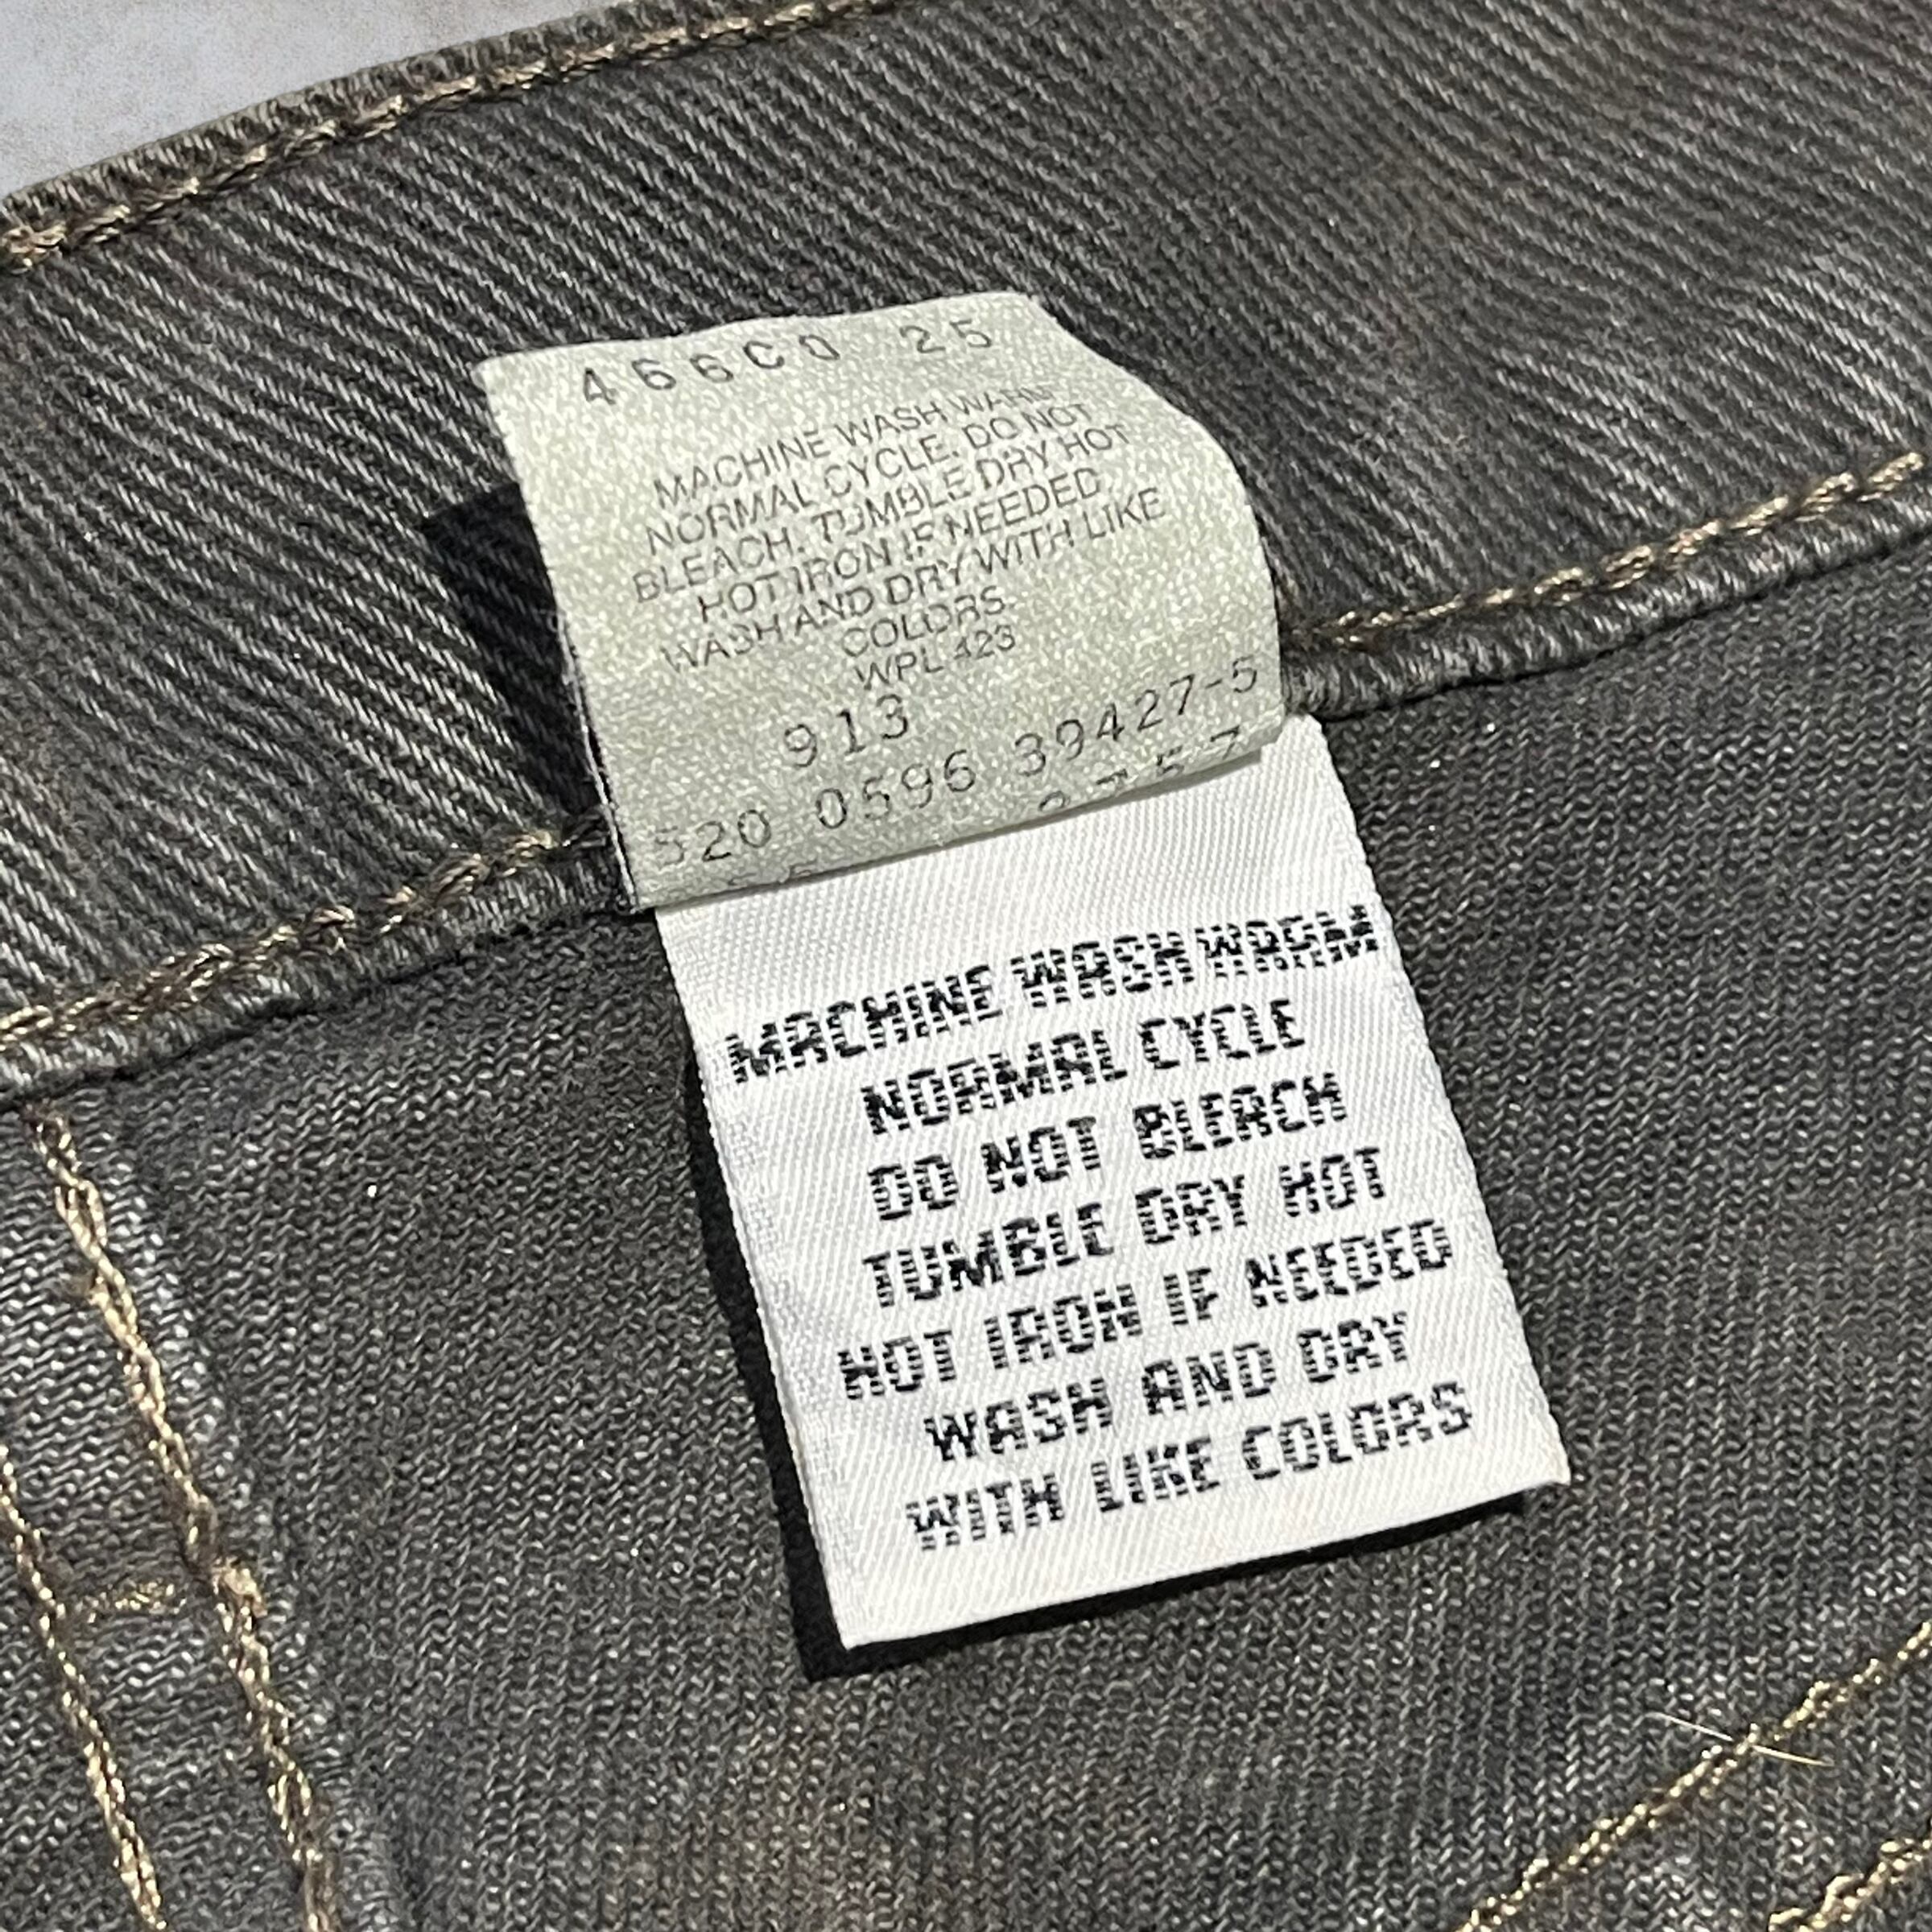 466C0 25
MACHINE WASH WARM
NORMAL CYCLE. DO NOT
BLEACH. TUMBLE DRY HOT
HOT IRON IF NEEDED
WASH AND DRY WITH LIKE
COLORS.
WPL 423
913
520 0596 39427-5
MACHINE WASH WARM
NORMAL CYCLE
DO NOT BLEACH
TUMBLE DRY HOT
HOT IRON IF NEEDED
WASH AND DRY
WITH LIKE COLORS